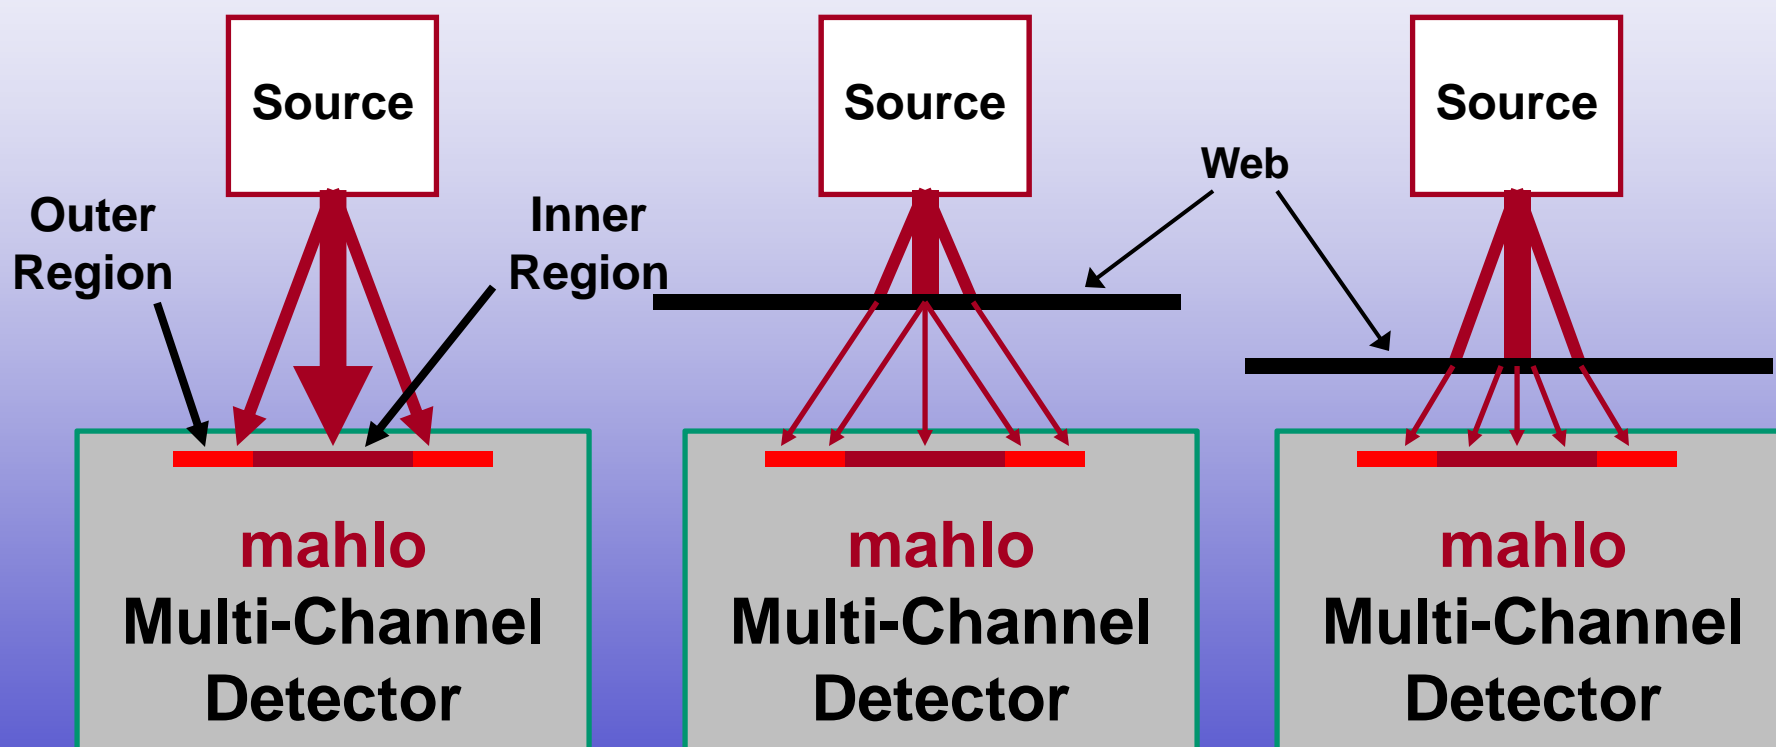 Source
Source
Source
Web
Outer
Region
Inner
Region
mahlo
Multi-Channel
Detector
mahlo
Multi-Channel
Detector
mahlo
Multi-Channel
Detector